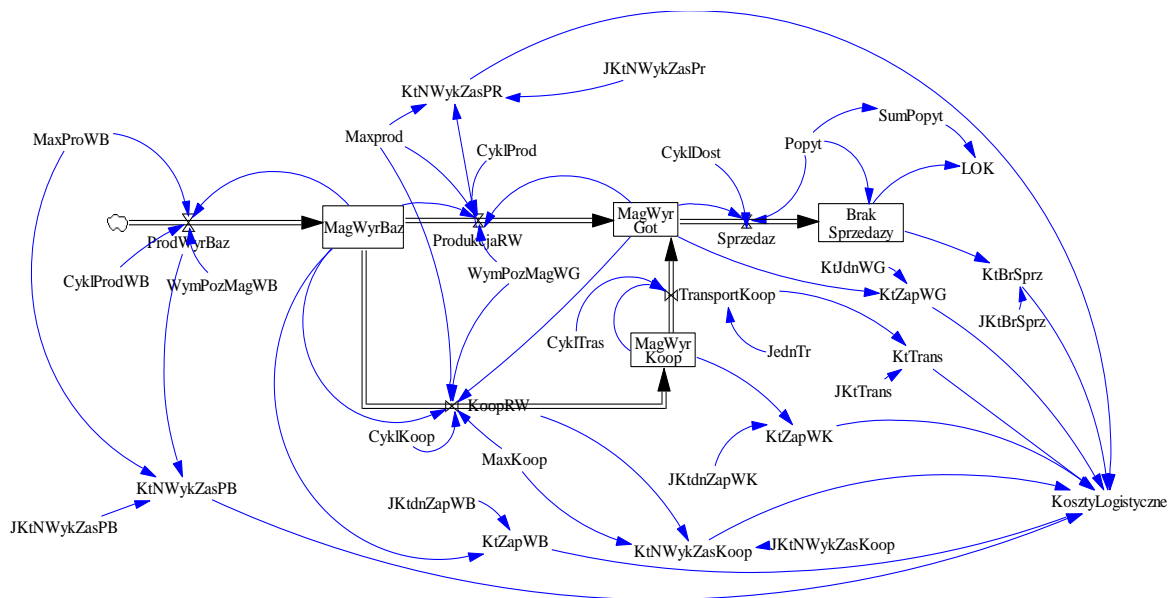 JKtNWykZasPr
KtNWykZasPR
SumPopyt
MaxProWB
Maxprod
CyklProd
CyklDost
Popyt
LOK
MagWyrBaz
MagWyr
Got
Brak
Sprzedazy
ProdWyrBaz
ProdukcjaRW
Sprzedaz
CyklProdWB
WymPozMagWB
WymPozMagWG
KtJdnWG
KtBrSprz
KtZapWG
TransportKoop
JKtBrSprz
CyklTras
MagWyr
Koop
JednTr
KtTrans
JKtTrans
KoopRW
CyklKoop
KtZapWK
MaxKoop
JKtdnZapWK
KtNWykZasPB
JKtdnZapWB
KosztyLogistyczne
JKtNWykZasPB
KtZapWB
KtNWykZasKoop
JKtNWykZasKoop